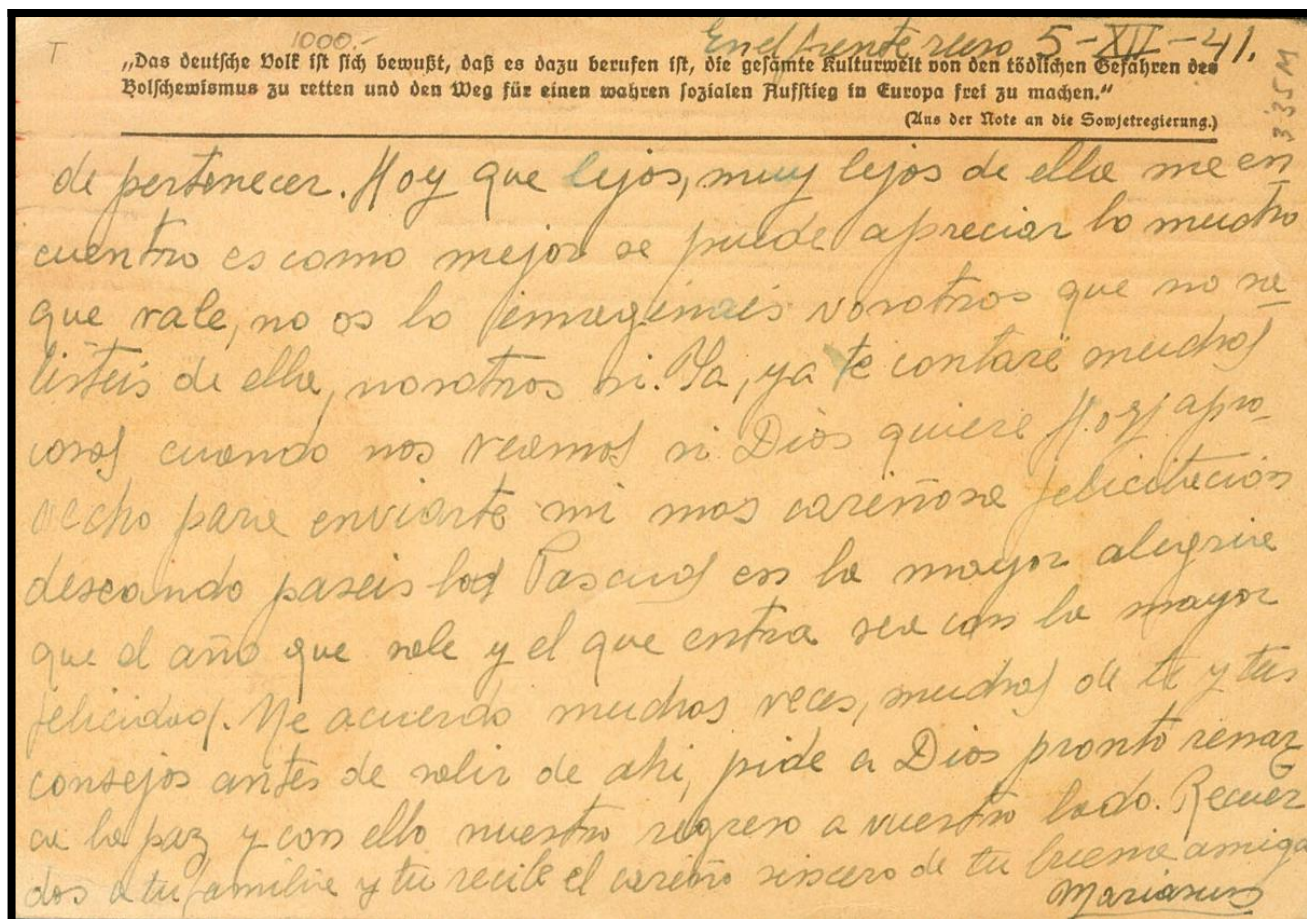 T
1000.-
En el frente ruso 5-XII-41.
„Das deutsche Volk ist sich bewußt, daß es dazu berufen ist, die gesamte Kulturwelt von den tödlichen Gefahren des
Bolschewismus zu retten und den Weg für einen wahren sozialen Aufstieg in Europa frei zu machen.“
(Aus der Note an die Sowjetregierung.)
335M
de pertenecer. Hoy que lejos, muy lejos de ella me en
cuentro es como mejor se puede apreciar lo mucho
que vale, no os lo imaginais vosotros que no sa
listeis de ella, nosotros si. Ya, ya te contaré muchas
cosas cuando nos veamos si Dios quiere Hoy apro
vecho para enviarte mi mas cariñosa felicitación
deseando paseis las Pascuas en la mayor alegria
que el año que sale y el que entra sea con la mayor
felicidad. Me acuerdo muchas veces, muchas de ti y tus
consejos antes de salir de ahi, pide a Dios pronto renaz
ca la paz y con ello nuestro regreso a vuestro lado. Recuer
dos a tu familia y tu recibe el cariño sincero de tu buena amiga